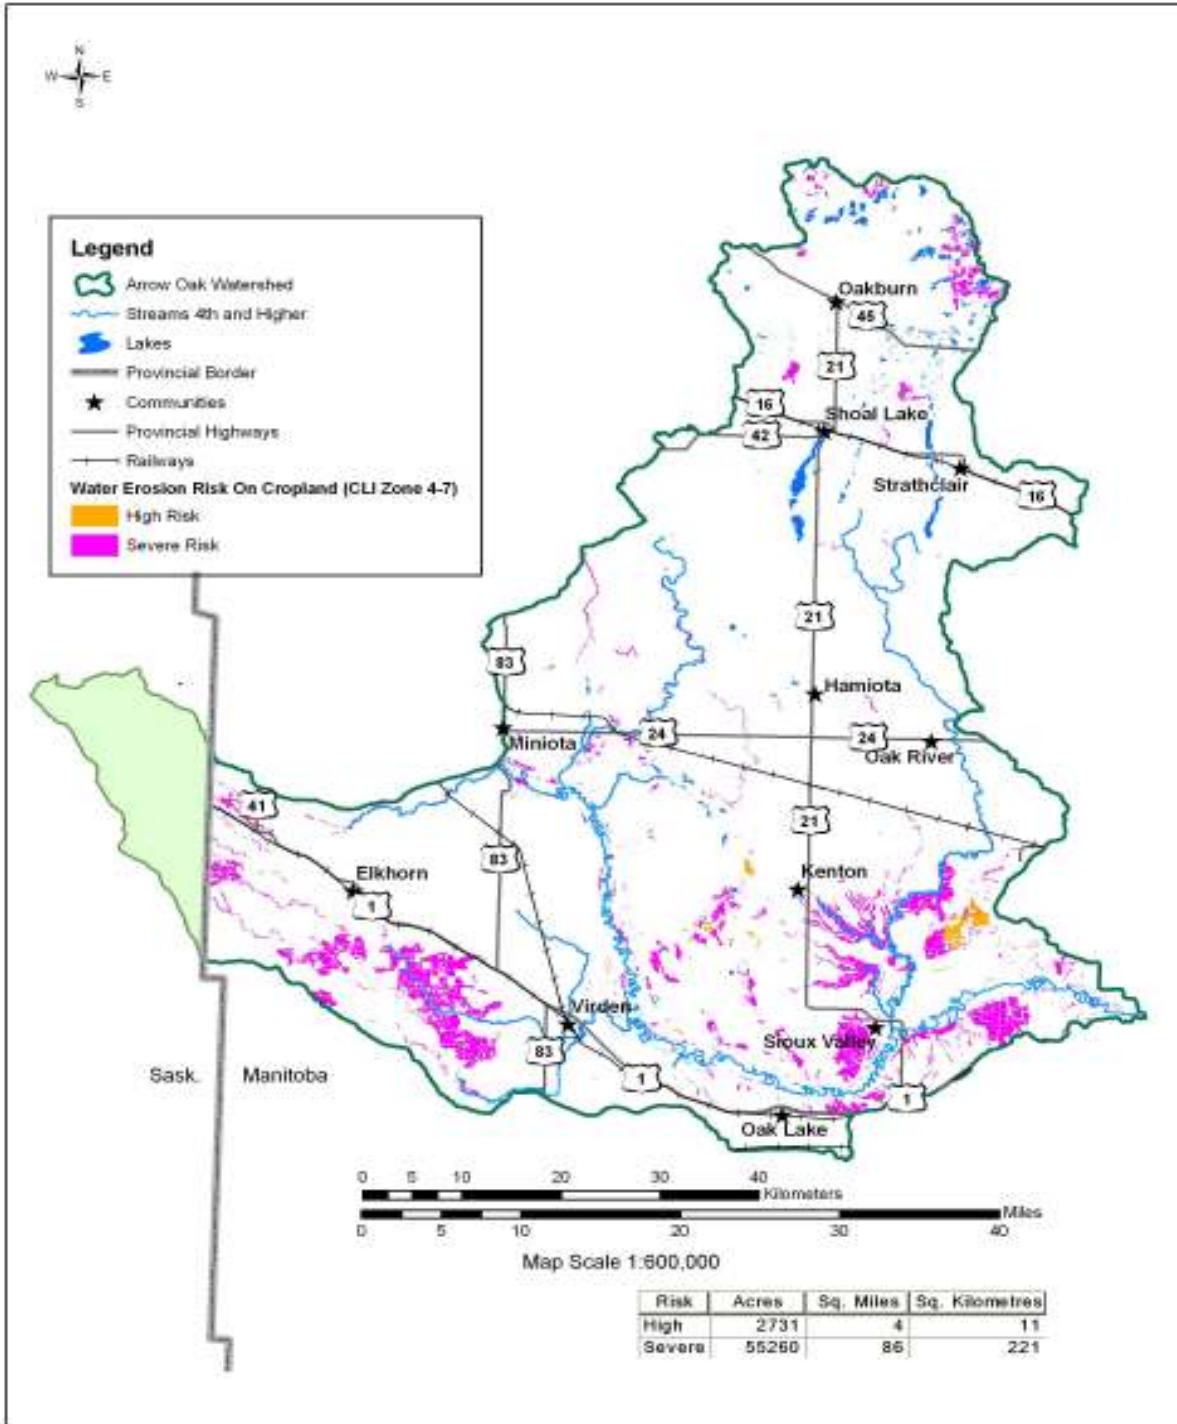 N
W E
S
Legend
Arrow Oak Watershed
Streams 4th and Higher
Lakes
Provincial Border
Communities
Provincial Highways
Railways
Water Erosion Risk On Cropland (CLI Zone 4-7)
High Risk
Severe Risk
Oakburn
45
21
16
Shoal Lake
42
Strathclair
16
21
83
Hamiota
Miniota
24
24
Oak River
41
21
83
Elkhorn
Kenton
1
Virden
Sioux Valley
83
1
1
Sask.
Manitoba
Oak Lake
0 5 10 20 30 40
Kilometers
Miles
0 5 10 20 30 40
Map Scale 1:600,000
Risk Acres Sq. Miles Sq. Kilometres
High 2731 4 11
Severe 55260 86 221